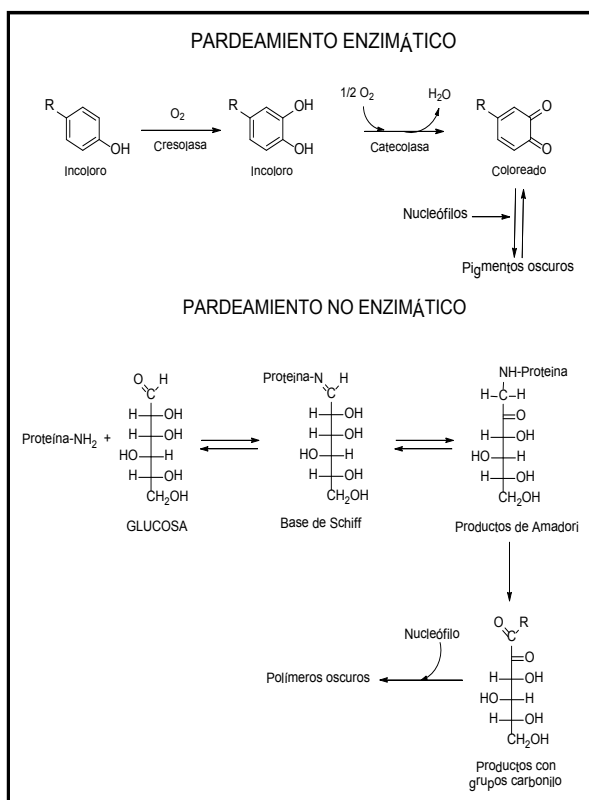 PARDEAMIENTO ENZIMÁTICO
R
OH
Incoloro
O2
Cresolasa
R
OH
OH
Incoloro
1/2 O2
H2O
Catecolasa
R
O
O
Coloreado
Nucleófilos
Pigmentos oscuros
PARDEAMIENTO NO ENZIMÁTICO
Proteína-NH2 +
O H
C
H OH
H OH
HO H
H OH
CH2OH
GLUCOSA
Proteina-N H
C
H OH
H OH
HO H
H OH
CH2OH
Base de Schiff
NH-Proteina
H-C-H
O
H OH
HO H
H OH
CH2OH
Productos de Amadori
O R
C
O
H OH
HO H
H OH
CH2OH
Productos con
grupos carbonilo
Nucleófilo
Polímeros oscuros